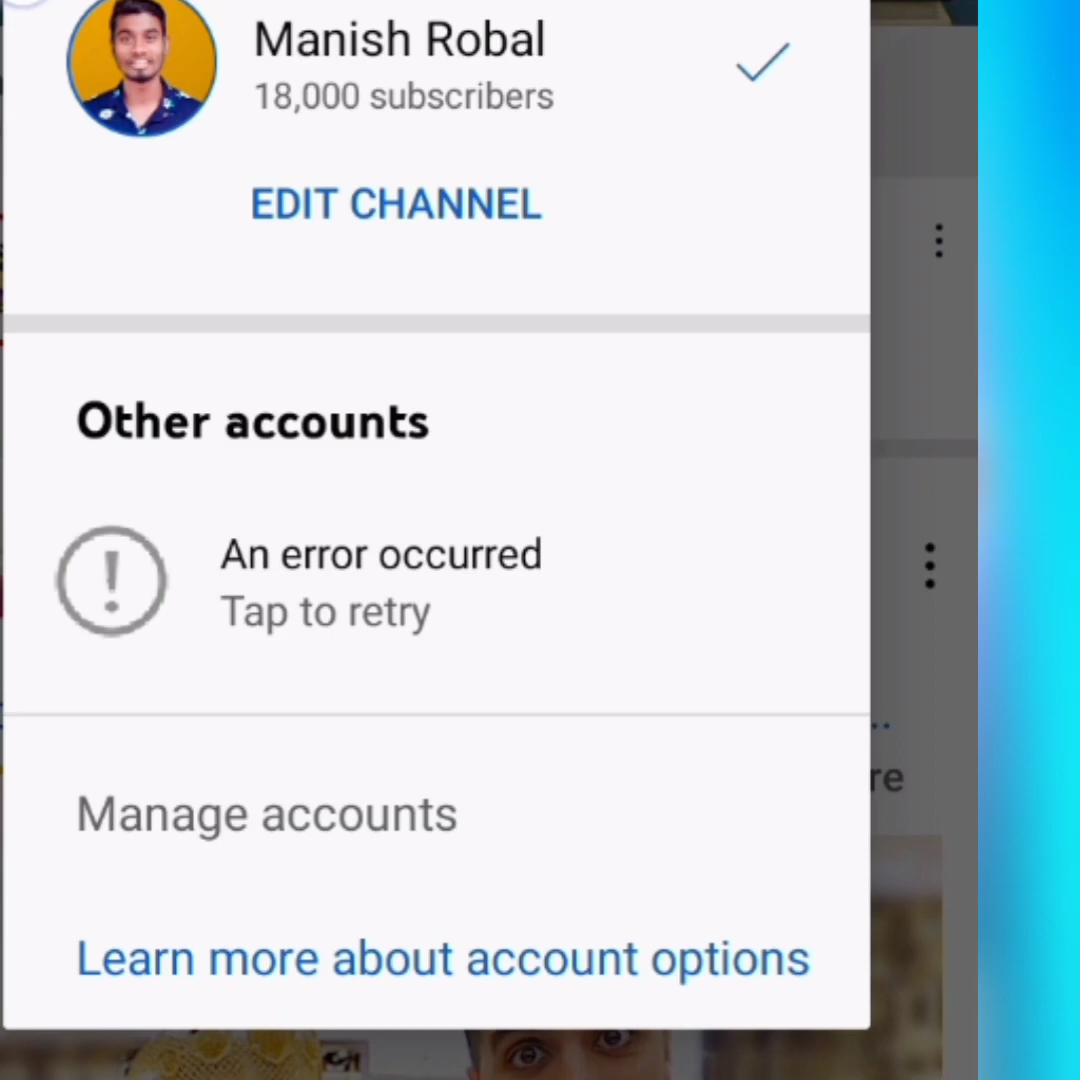 Manish Robal
18,000 subscribers
EDIT CHANNEL
Other accounts
An error occurred
Tap to retry
..
re
Manage accounts
Learn more about account options